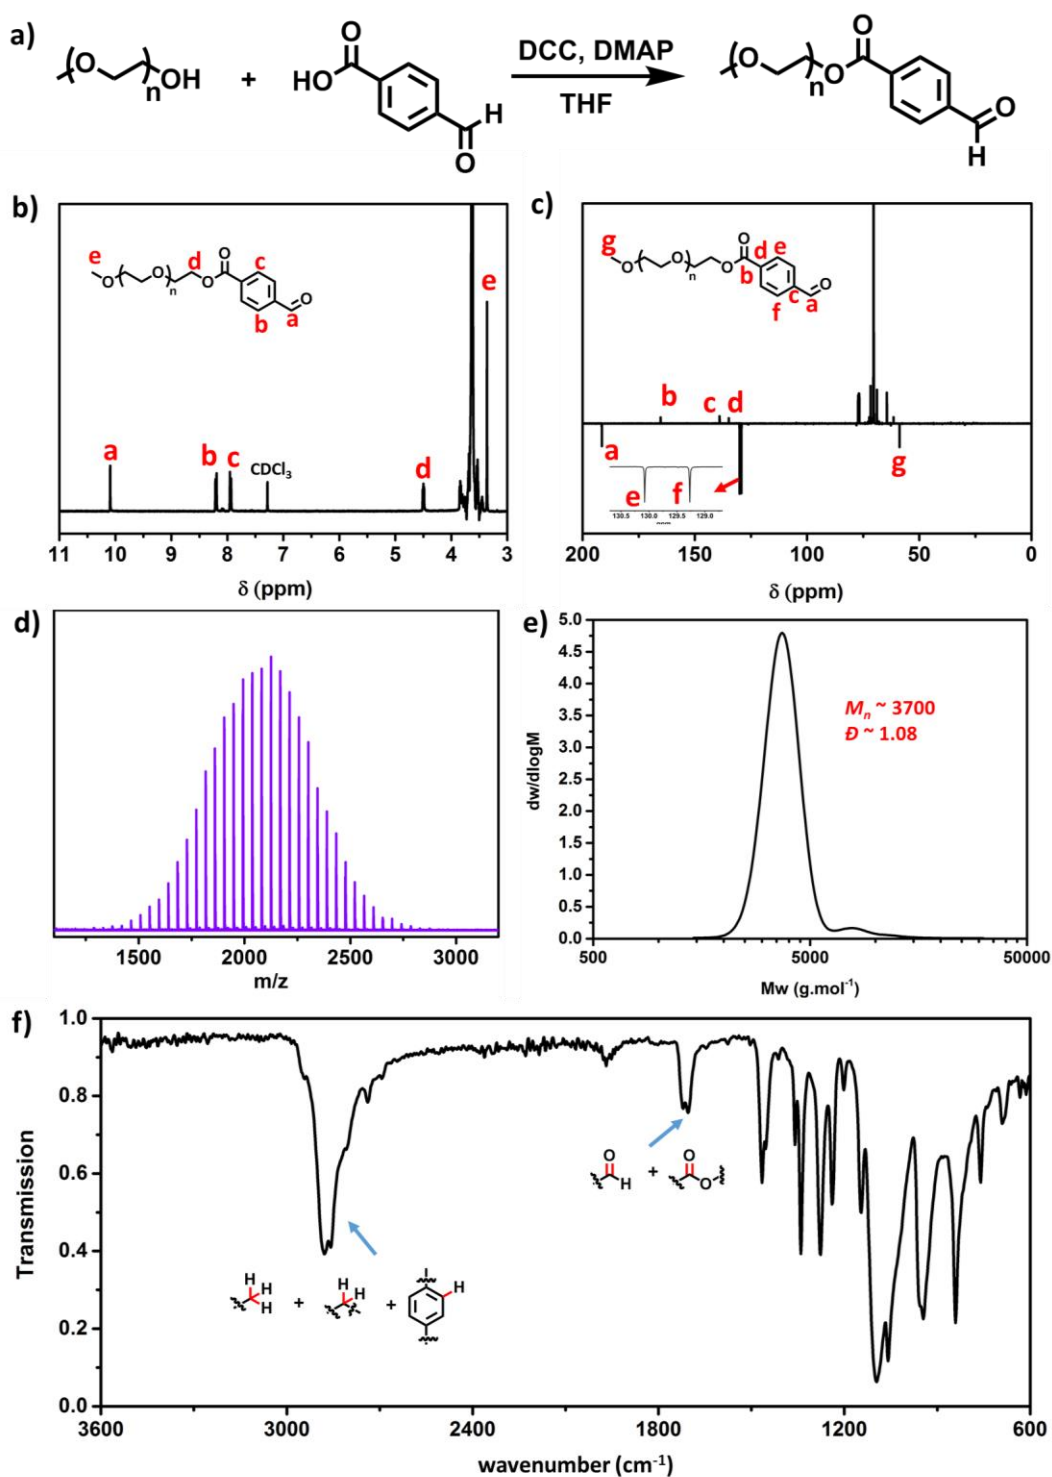 a)
O
n
OH
+
HO
O
H
O
DCC, DMAP
THF
O
n
O
O
O
H
b)
e
O
O
n
d
O
O
c
b
a
O
e
a
b
c
CDCl3
d
11 10 9 8 7 6 5 4 3
δ (ppm)
c)
g
O
O
n
O
O
d
e
b
c
f
a
O
b
c
d
a
e
f
130.5 130.0 129.5 129.0
ppm
g
200 150 100 50 0
δ (ppm)
d)
1500 2000 2500 3000
m/z
e)
5.0
4.5
4.0
3.5
3.0
2.5
2.0
1.5
1.0
0.5
0.0
dw/dlogM
Mn ~ 3700
Đ ~ 1.08
500 5000 50000
Mw (g.mol-1)
f)
1.0
0.8
0.6
0.4
0.2
0.0
Transmission
O
H
+
O
O
H
H
H
+
H
H
+
H
3600 3000 2400 1800 1200 600
wavenumber (cm-1)